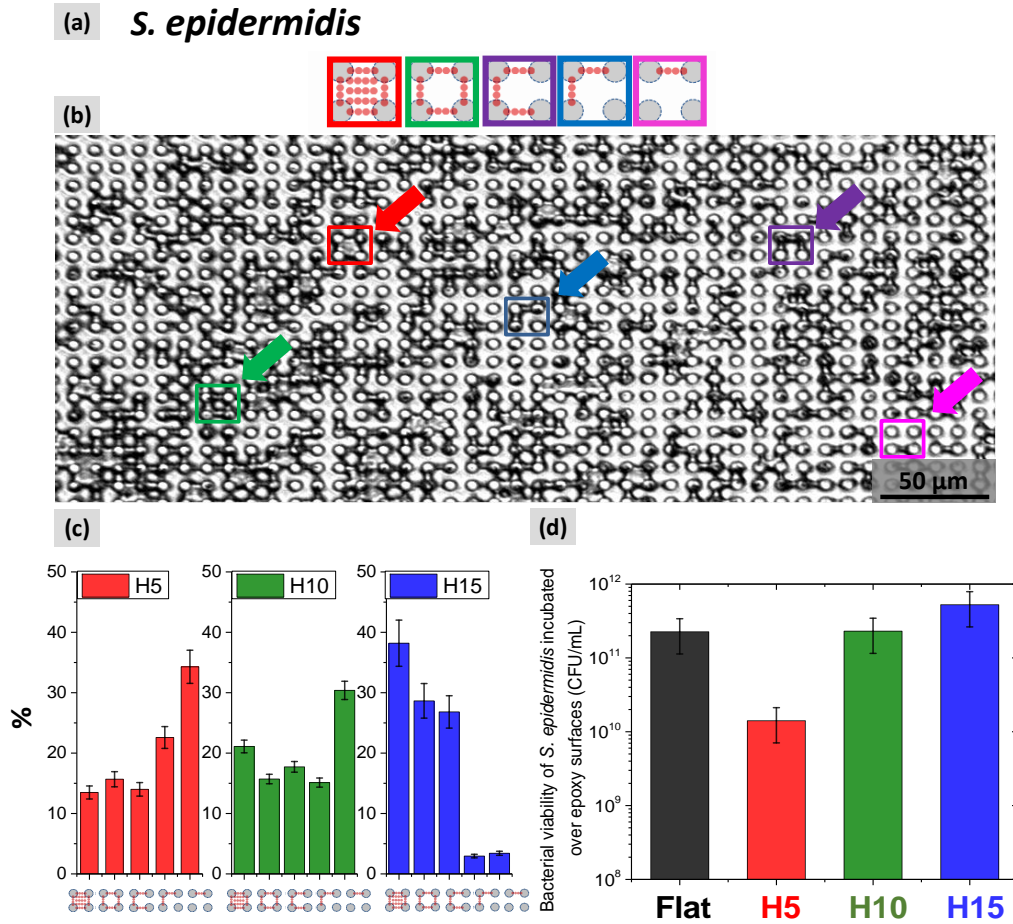 (a) S. epidermidis
(b)
50 µm
(c)
(d)
%
50
40
30
20
10
0
H5
50
40
30
20
10
0
H10
50
40
30
20
10
0
H15
Bacterial viability of S. epidermidis incubated
over epoxy surfaces (CFU/mL)
10¹²
10¹¹
10¹⁰
10⁹
10⁸
Flat H5 H10 H15